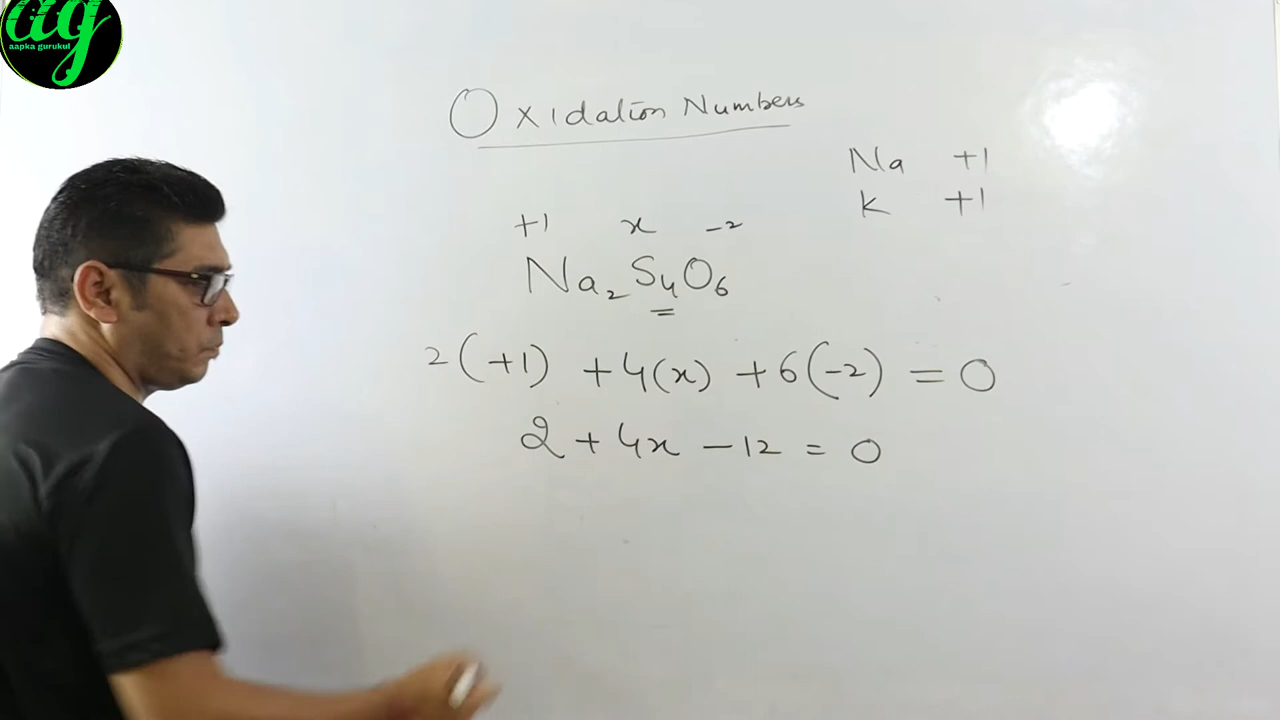 ag
aapka gurukul
Oxidation Numbers
Na +1
K +1
+1 x -2
Na₂S₄O₆
2(+1) +4(x) +6(-2) = 0
2 + 4x - 12 = 0